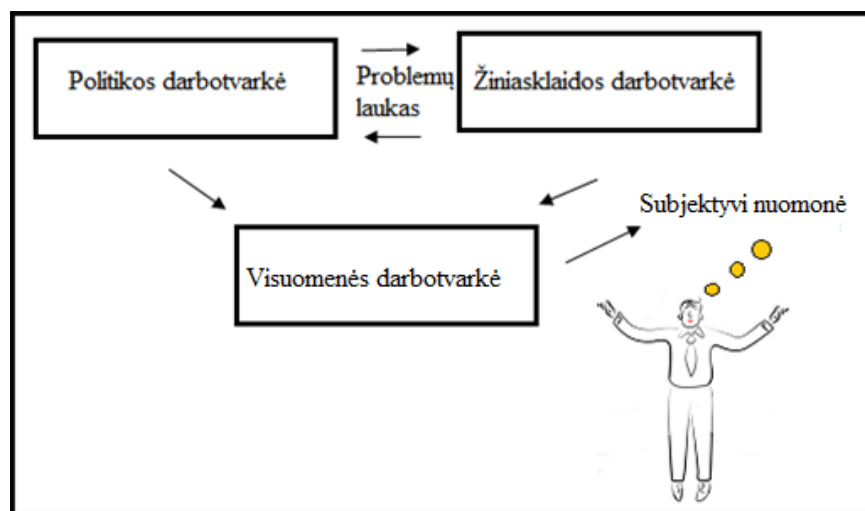 Politikos darbotvarkė
Problemų
laukas
Žiniasklaidos darbotvarkė
Subjektyvi nuomonė
Visuomenės darbotvarkė